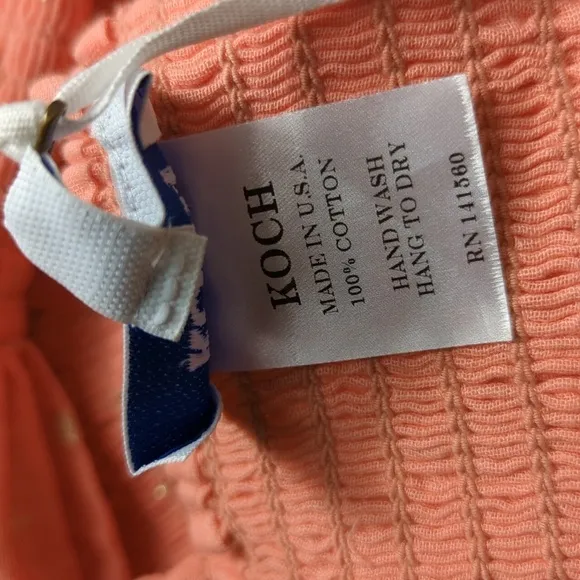 KOCH
MADE IN U.S.A.
100% COTTON
HAND WASH
HANG TO DRY
RN 141560